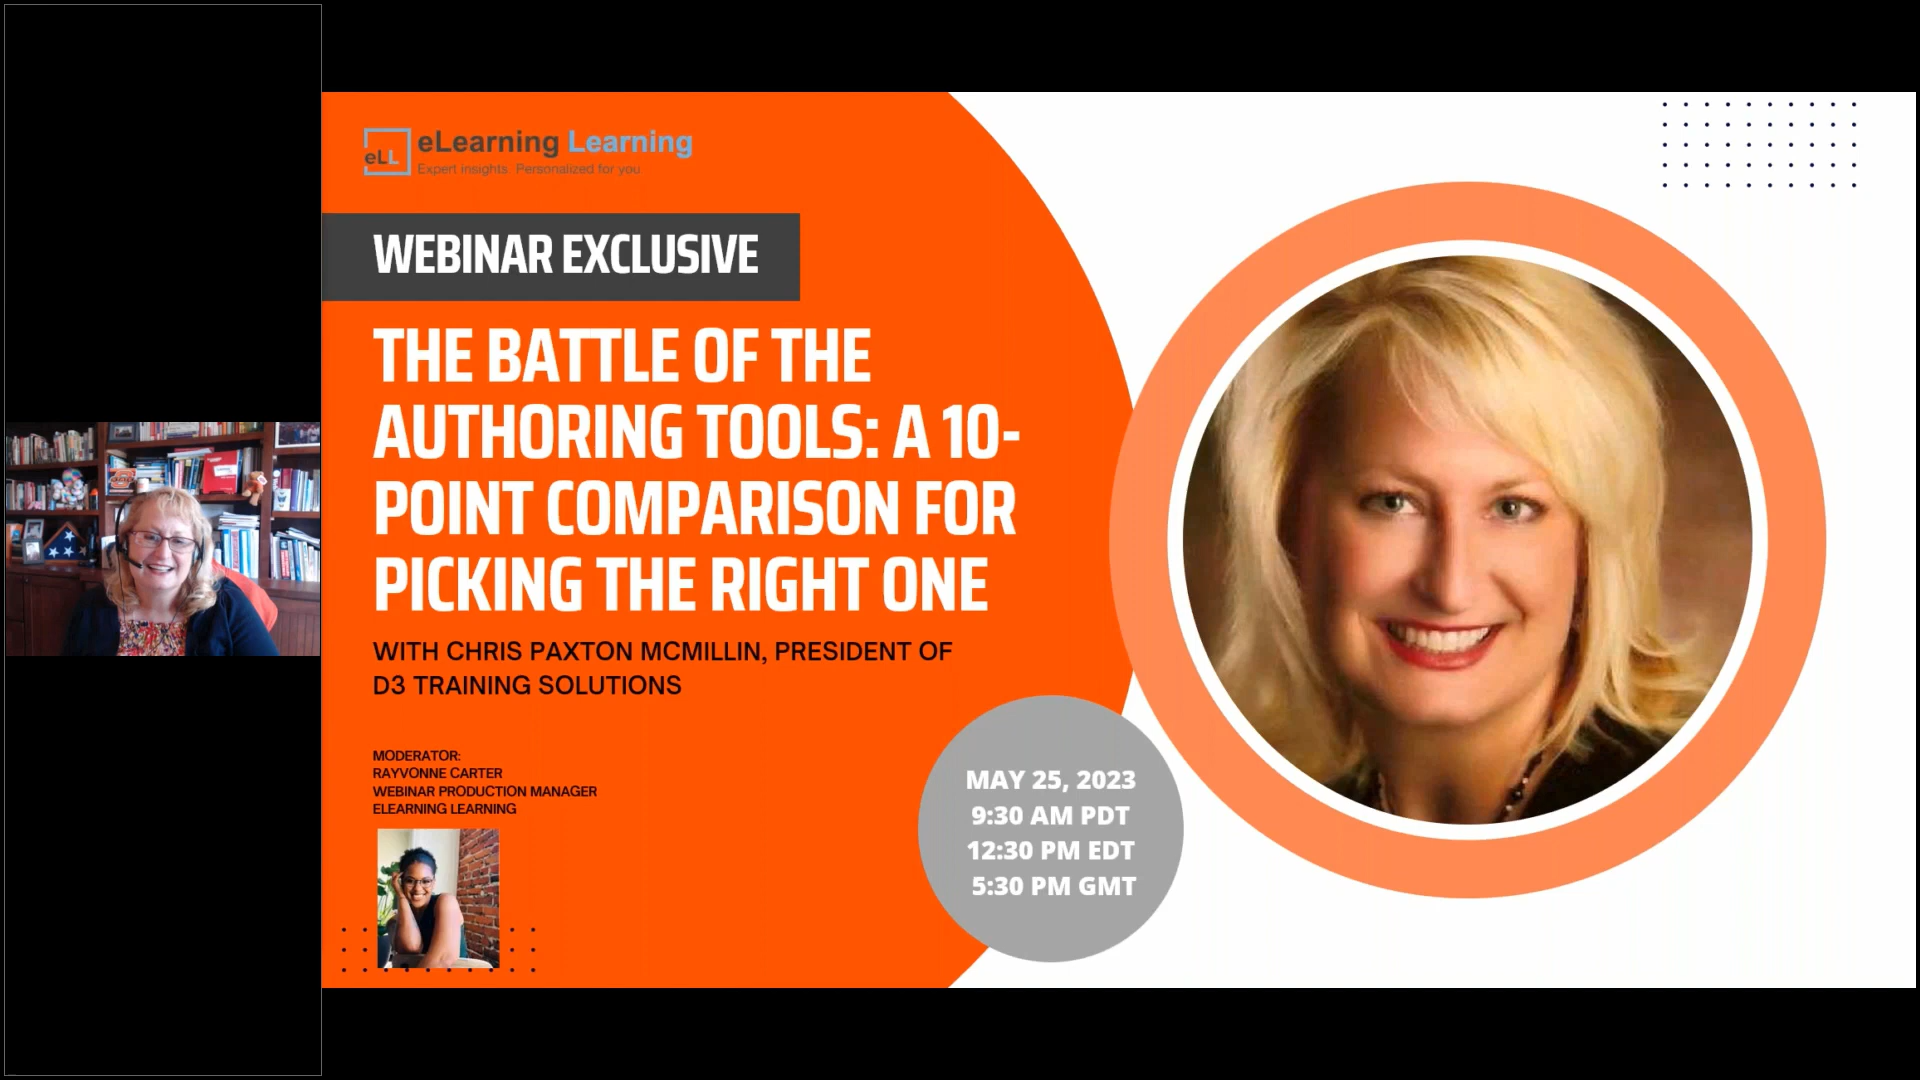 eLL
eLearning Learning
Expert insights. Personalized for you
WEBINAR EXCLUSIVE
THE BATTLE OF THE
AUTHORING TOOLS: A 10-
POINT COMPARISON FOR
PICKING THE RIGHT ONE
WITH CHRIS PAXTON MCMILLIN, PRESIDENT OF
D3 TRAINING SOLUTIONS
MODERATOR:
RAYVONNE CARTER
WEBINAR PRODUCTION MANAGER
ELEARNING LEARNING
MAY 25, 2023
9:30 AM PDT
12:30 PM EDT
5:30 PM GMT